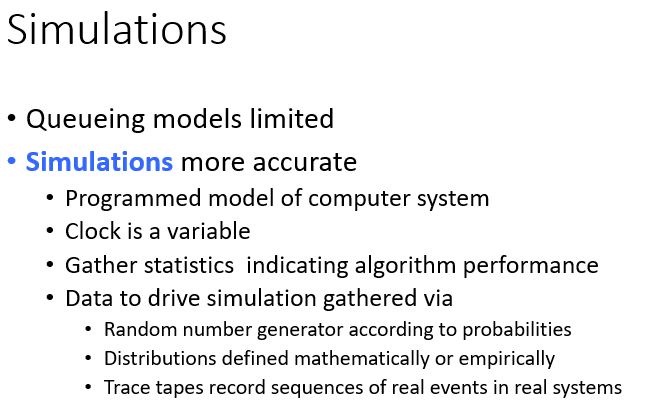 Simulations
• Queueing models limited
• Simulations more accurate
• Programmed model of computer system
• Clock is a variable
• Gather statistics  indicating algorithm performance
• Data to drive simulation gathered via
• Random number generator according to probabilities
• Distributions defined mathematically or empirically
• Trace tapes record sequences of real events in real systems